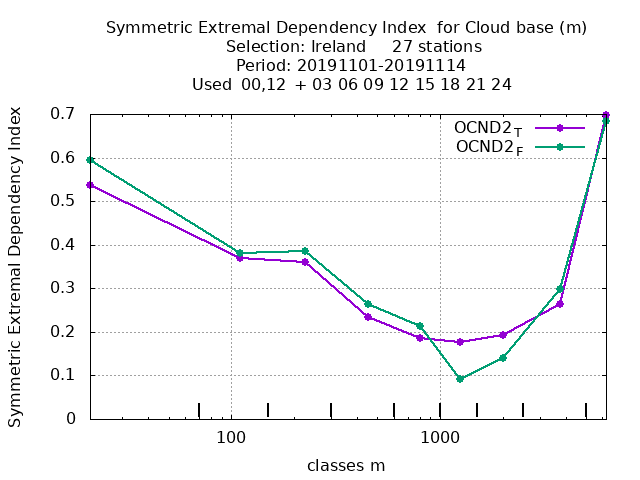 Symmetric Extremal Dependency Index for Cloud base (m)
Selection: Ireland 27 stations
Period: 20191101-20191114
Used 00,12 + 03 06 09 12 15 18 21 24
Symmetric Extremal Dependency Index
0.7
0.6
0.5
0.4
0.3
0.2
0.1
0
OCND2T
OCND2F
100
1000
classes m